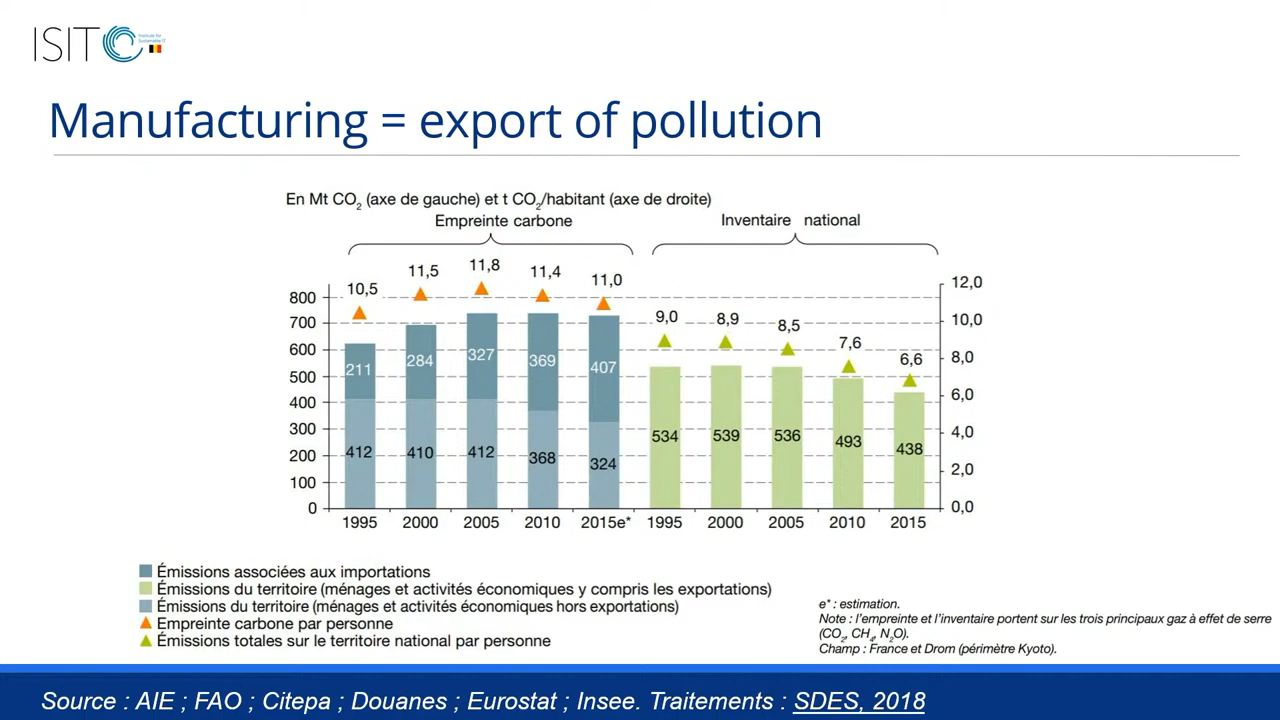 ISIT
Institute for
Sustainable IT
Manufacturing = export of pollution
En Mt CO2 (axe de gauche) et t CO2/habitant (axe de droite)
Empreinte carbone
Inventaire national
10,5
11,5
11,8
11,4
11,0
9,0
8,9
8,5
7,6
6,6
800
700
600
500
400
300
200
100
0
211
284
327
369
407
412
410
412
368
324
534
539
536
493
438
12,0
10,0
8,0
6,0
4,0
2,0
0,0
1995
2000
2005
2010
2015e*
1995
2000
2005
2010
2015
Émissions associées aux importations
Émissions du territoire (ménages et activités économiques y compris les exportations)
Émissions du territoire (ménages et activités économiques hors exportations)
Empreinte carbone par personne
Émissions totales sur le territoire national par personne
e* : estimation.
Note : l'empreinte et l'inventaire portent sur les trois principaux gaz à effet de serre
(CO2, CH4, N2O).
Champ : France et Drom (périmètre Kyoto).
Source : AIE ; FAO ; Citepa ; Douanes ; Eurostat ; Insee. Traitements : SDES, 2018